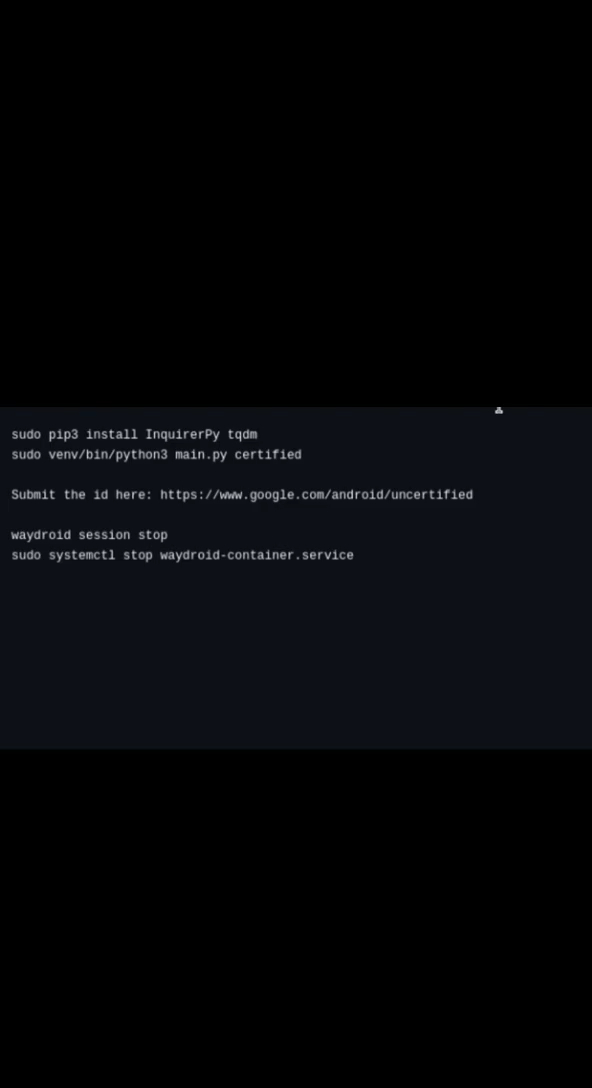 sudo pip3 install InquirerPy tqdm
sudo venv/bin/python3 main.py certified
Submit the id here: https://www.google.com/android/uncertified
waydroid session stop
sudo systemctl stop waydroid-container.service